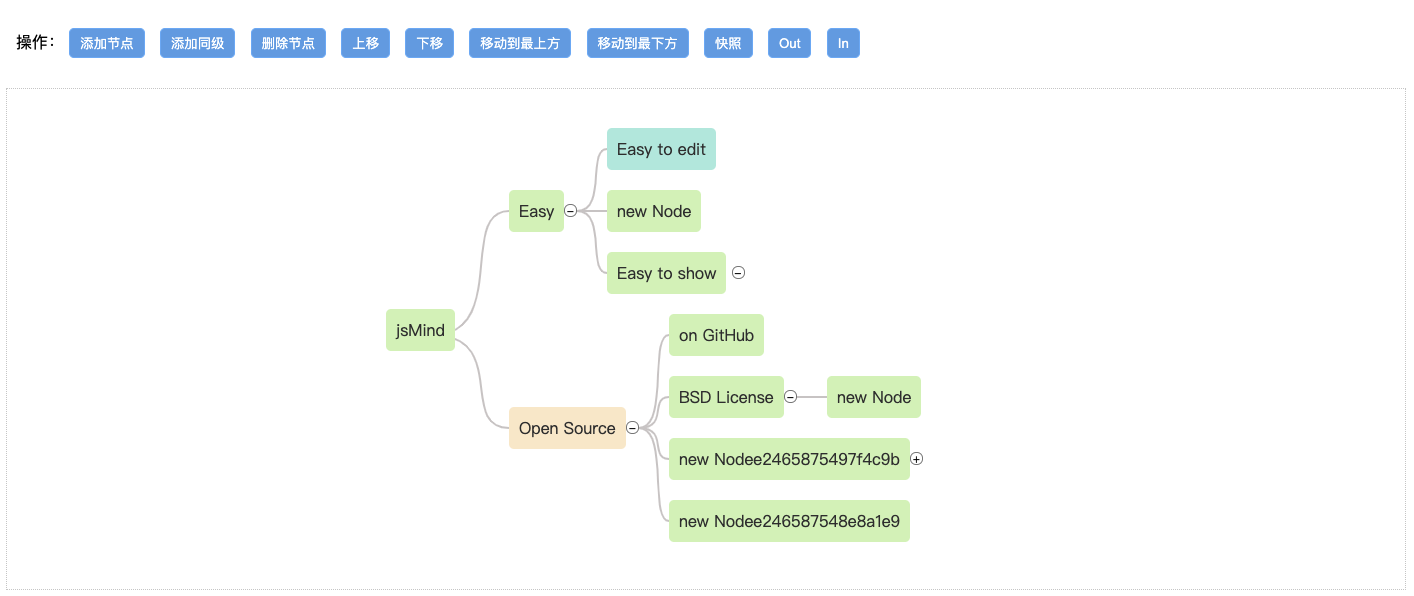 操作： 添加节点 添加同级 删除节点 上移 下移 移动到最上方 移动到最下方 快照 Out In
Easy to edit
Easy
new Node
Easy to show
jsMind
on GitHub
BSD License
new Node
Open Source
new Nodee2465875497f4c9b
new Nodee246587548e8a1e9